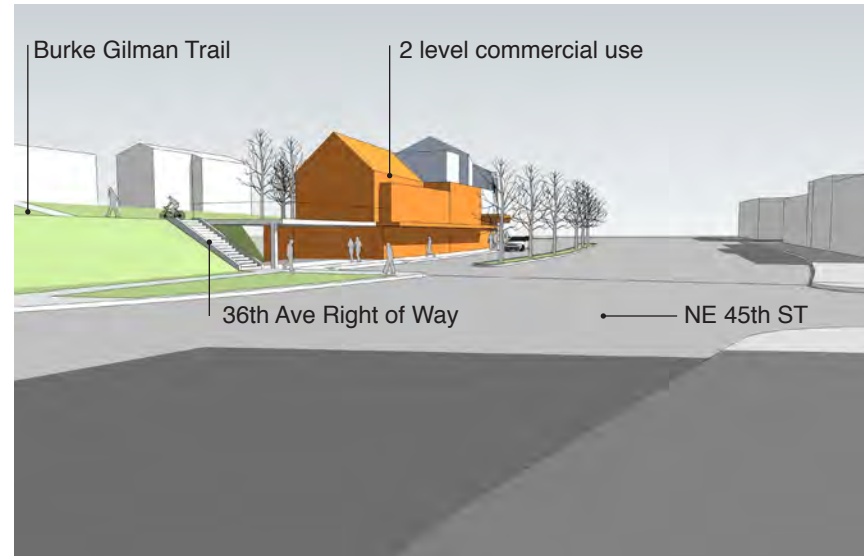 Burke Gilman Trail
2 level commercial use
36th Ave Right of Way
NE 45th ST